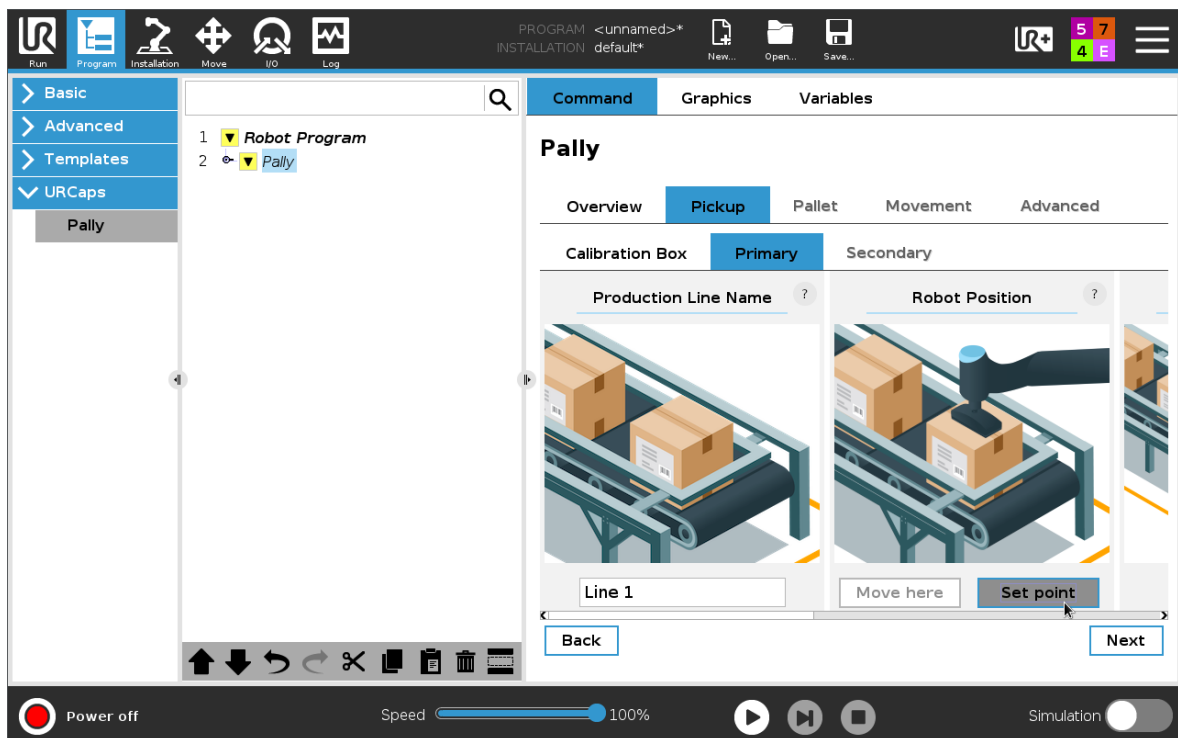 PROGRAM <unnamed>*
INSTALLATION default*
UR
UR+
5 7
4 E
Run Program Installation Move I/O Log
New... Open... Save...
Basic
Advanced
Templates
URCaps
Pally
1 Robot Program
2 Pally
Command Graphics Variables
Pally
Overview Pickup Pallet Movement Advanced
Calibration Box Primary Secondary
Production Line Name ? Robot Position ?
Line 1 Move here Set point
Back Next
Power off Speed 100% Simulation